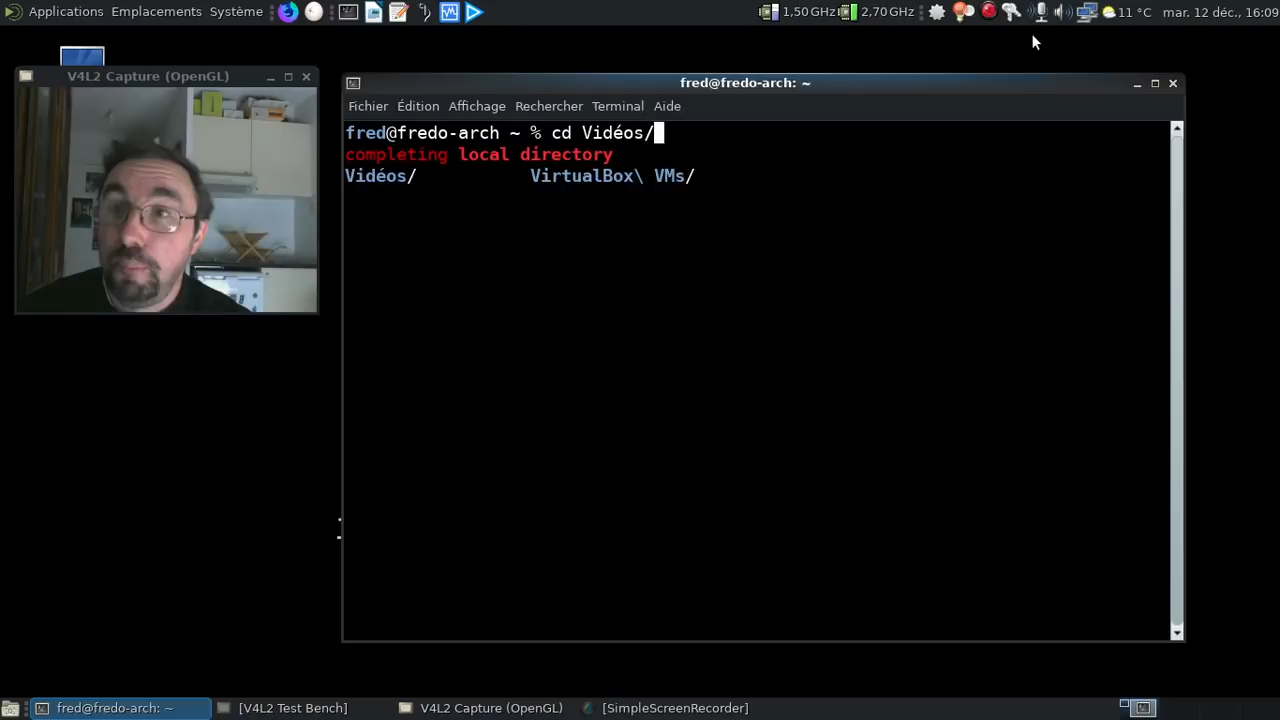 Applications Emplacements Système 1,50 GHz 2,70 GHz 11 °C mar. 12 déc., 16:09
V4L2 Capture (OpenGL)
fred@fredo-arch: ~
Fichier Édition Affichage Rechercher Terminal Aide
fred@fredo-arch ~ % cd Vidéos/
completing local directory
Vidéos/ VirtualBox\ VMs/
fred@fredo-arch: ~ [V4L2 Test Bench] V4L2 Capture (OpenGL) [SimpleScreenRecorder]